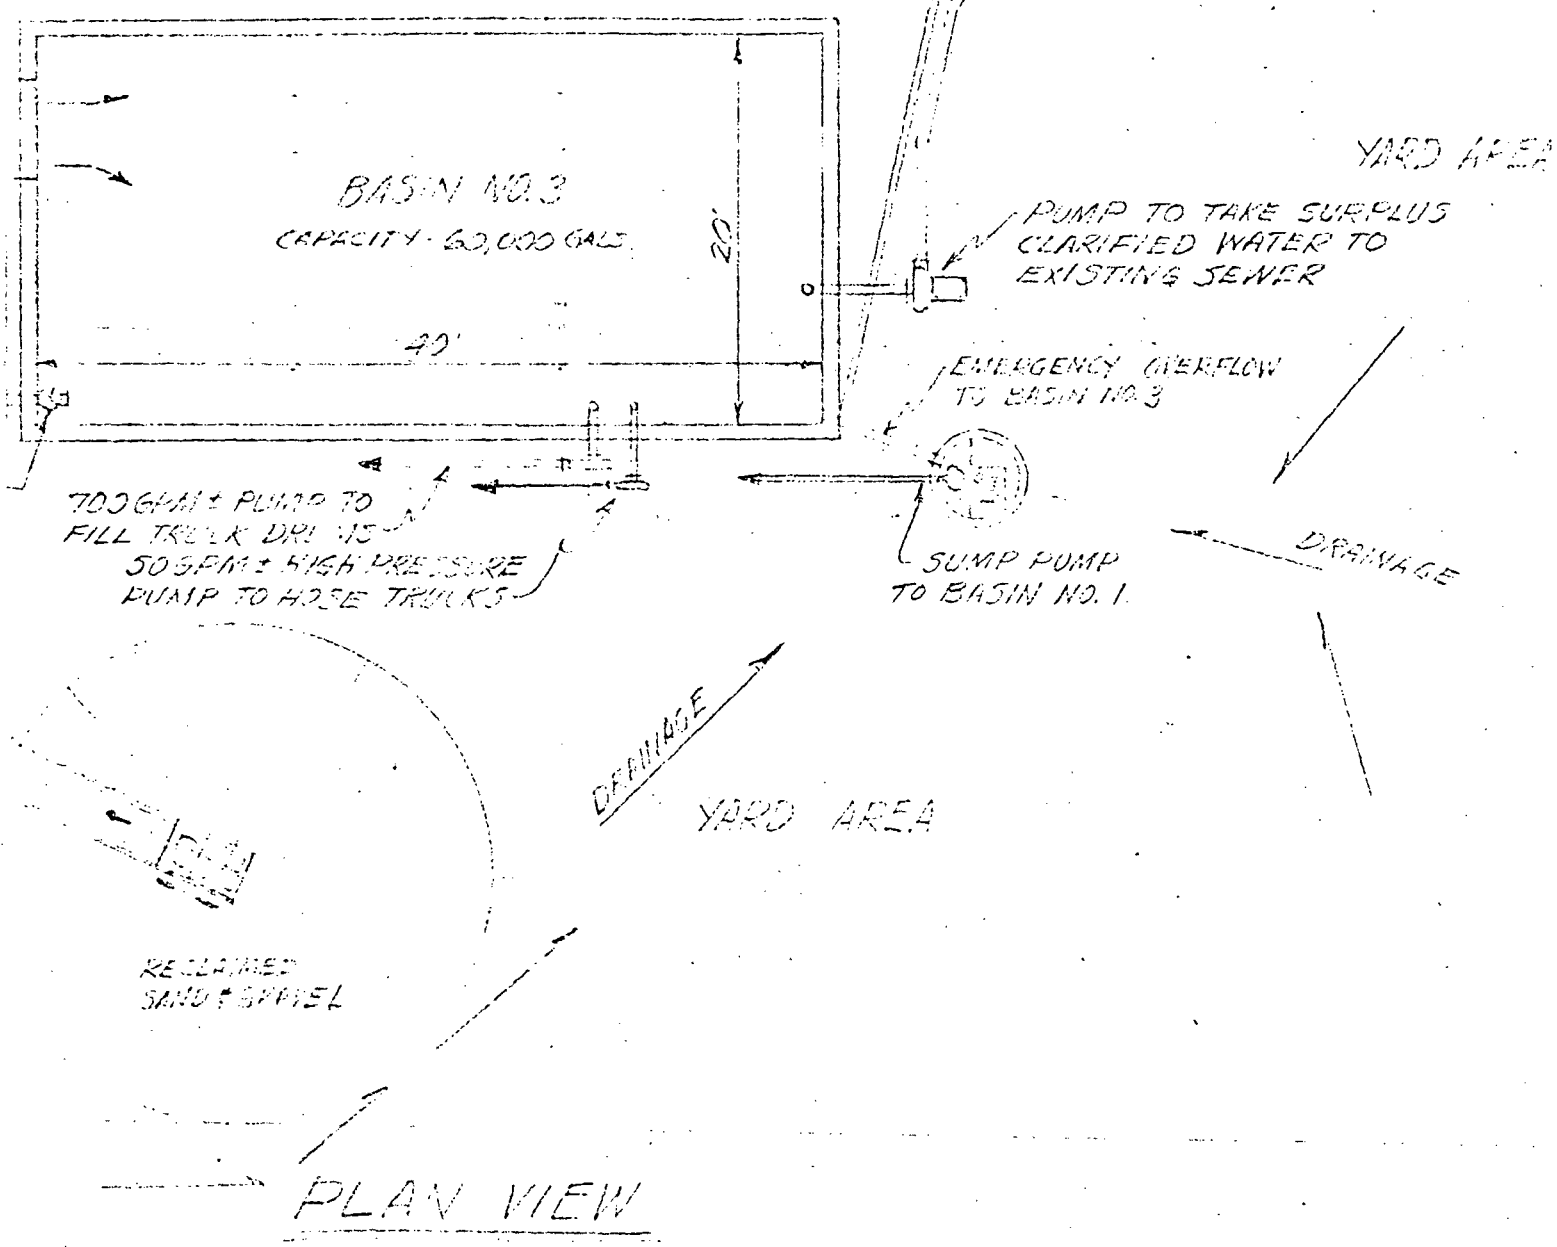 YARD AREA
BASIN NO. 3
CAPACITY - 60,000 GALS.
20'
40'
PUMP TO TAKE SURPLUS
CLARIFIED WATER TO
EXISTING SEWER
EMERGENCY OVERFLOW
TO BASIN NO. 3
700 GPM ± PUMP TO
FILL TRUCK DRUMS
50 GPM ± HIGH PRESSURE
PUMP TO HOSE TRUCKS
SUMP PUMP
TO BASIN NO. 1
DRAINAGE
DRAINAGE
YARD AREA
RECLAIMED
SAND & GRAVEL
PLAN VIEW